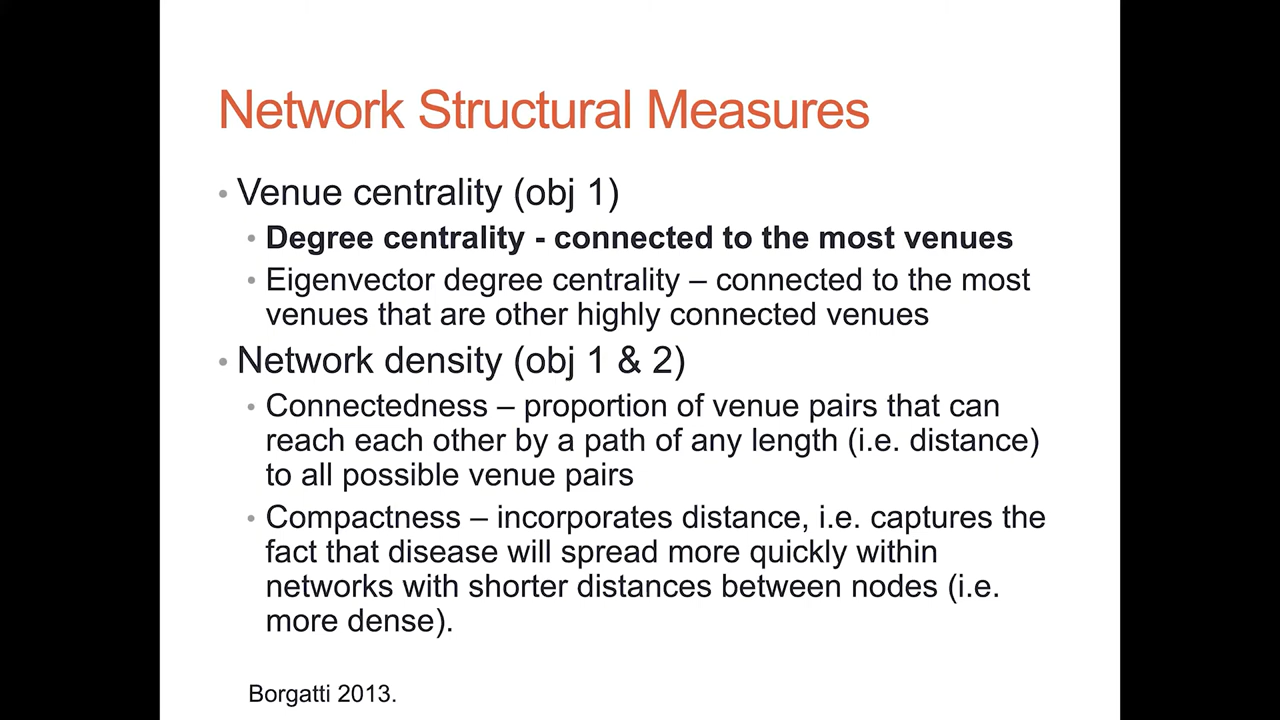 Network Structural Measures
• Venue centrality (obj 1)
• Degree centrality - connected to the most venues
• Eigenvector degree centrality – connected to the most
venues that are other highly connected venues
• Network density (obj 1 & 2)
• Connectedness – proportion of venue pairs that can
reach each other by a path of any length (i.e. distance)
to all possible venue pairs
• Compactness – incorporates distance, i.e. captures the
fact that disease will spread more quickly within
networks with shorter distances between nodes (i.e.
more dense).
Borgatti 2013.